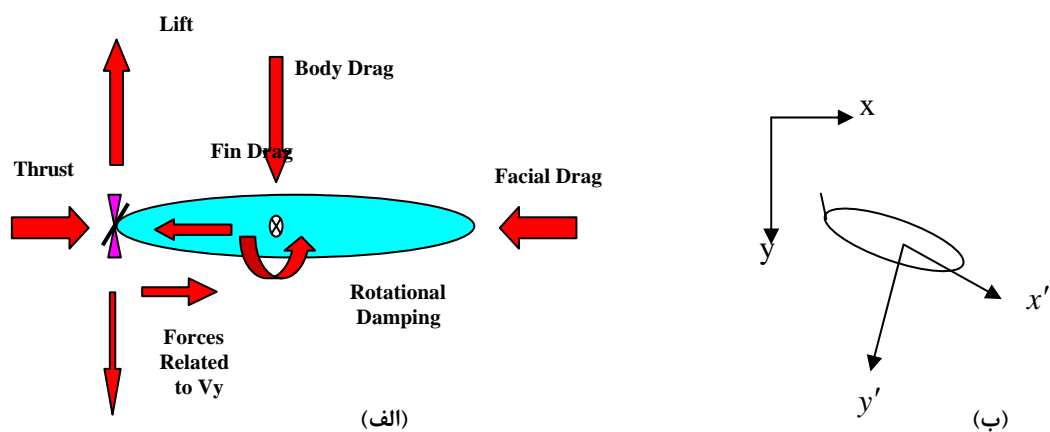 Lift
Body Drag
Fin Drag
Thrust
Facial Drag
Rotational
Damping
Forces
Related
to Vy
(الف)
x
y
x′
y′
(ب)